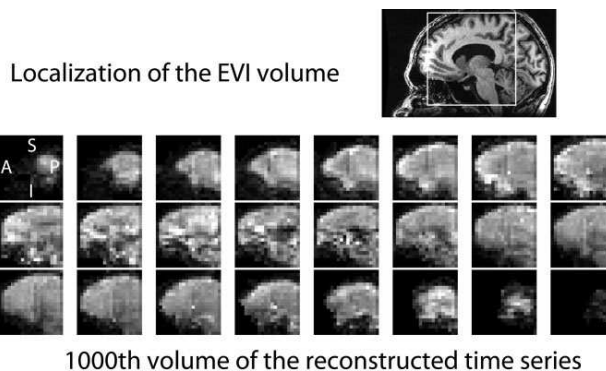 Localization of the EVI volume
S
A P
I
1000th volume of the reconstructed time series